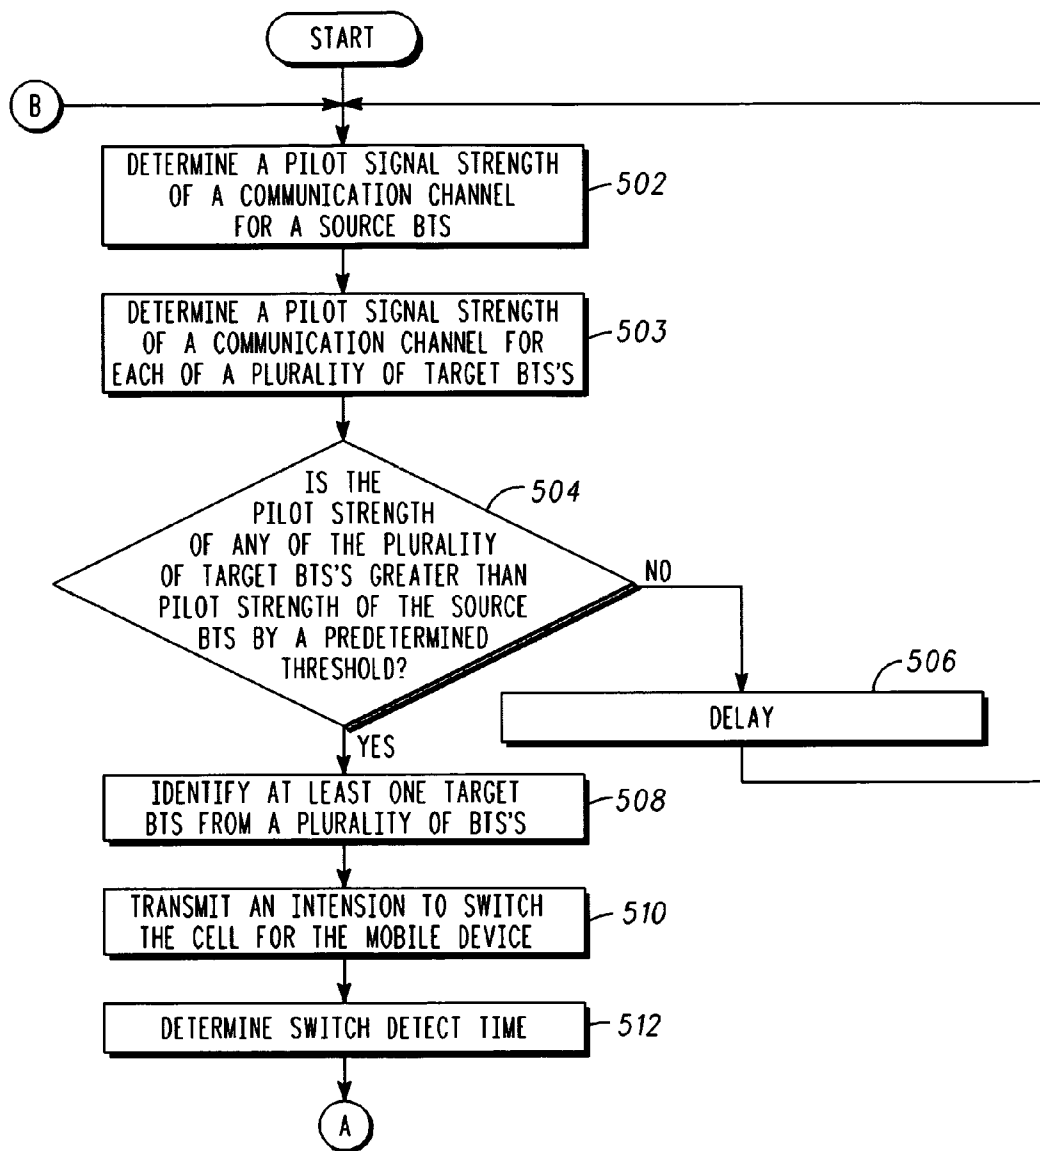 START
B
DETERMINE A PILOT SIGNAL STRENGTH
OF A COMMUNICATION CHANNEL
FOR A SOURCE BTS
502
DETERMINE A PILOT SIGNAL STRENGTH
OF A COMMUNICATION CHANNEL FOR
EACH OF A PLURALITY OF TARGET BTS'S
503
IS THE
PILOT STRENGTH
OF ANY OF THE PLURALITY
OF TARGET BTS'S GREATER THAN
PILOT STRENGTH OF THE SOURCE
BTS BY A PREDETERMINED
THRESHOLD?
504
NO
506
DELAY
YES
IDENTIFY AT LEAST ONE TARGET
BTS FROM A PLURALITY OF BTS'S
508
TRANSMIT AN INTENSION TO SWITCH
THE CELL FOR THE MOBILE DEVICE
510
DETERMINE SWITCH DETECT TIME
512
A